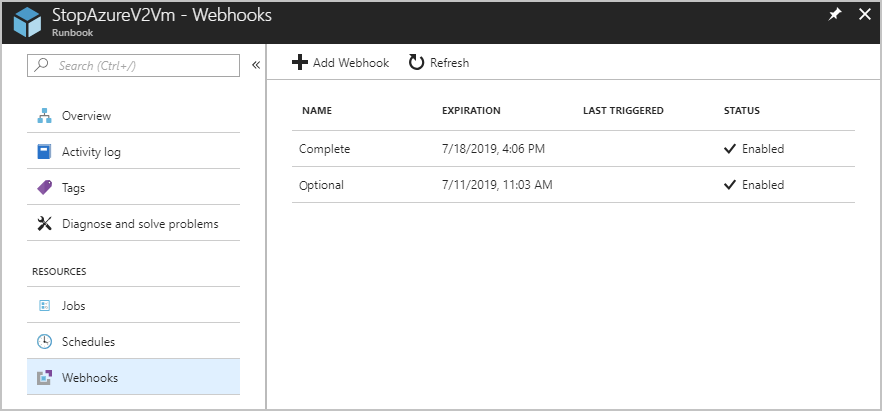 StopAzureV2Vm - Webhooks
Runbook
Search (Ctrl+/)
«
Overview
Activity log
Tags
Diagnose and solve problems
RESOURCES
Jobs
Schedules
Webhooks
Add Webhook Refresh
NAME EXPIRATION LAST TRIGGERED STATUS
Complete 7/18/2019, 4:06 PM Enabled
Optional 7/11/2019, 11:03 AM Enabled